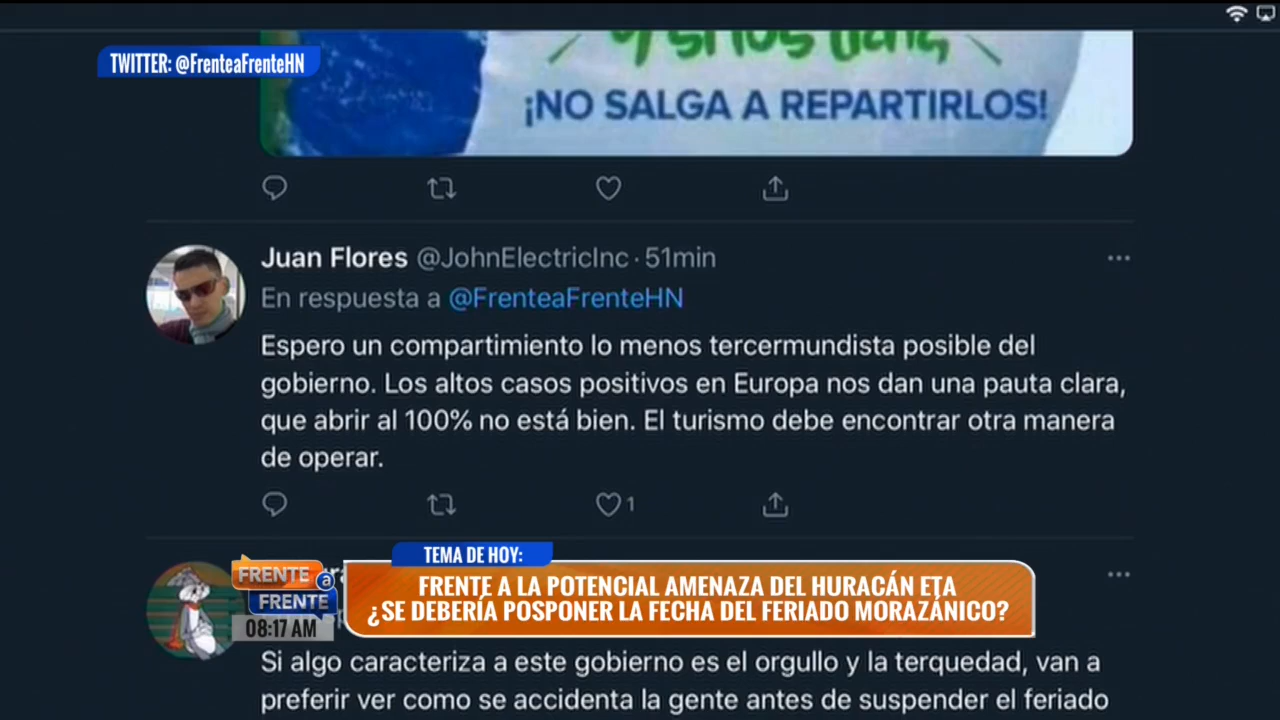 TWITTER: @FrenteaFrenteHN
¡NO SALGA A REPARTIRLOS!
Juan Flores @JohnElectricInc · 51min
En respuesta a @FrenteaFrenteHN
Espero un compartimiento lo menos tercermundista posible del
gobierno. Los altos casos positivos en Europa nos dan una pauta clara,
que abrir al 100% no está bien. El turismo debe encontrar otra manera
de operar.
1
TEMA DE HOY:
FRENTE a
FRENTE
08:17 AM
FRENTE A LA POTENCIAL AMENAZA DEL HURACÁN ETA
¿SE DEBERÍA POSPONER LA FECHA DEL FERIADO MORAZÁNICO?
Si algo caracteriza a este gobierno es el orgullo y la terquedad, van a
preferir ver como se accidenta la gente antes de suspender el feriado